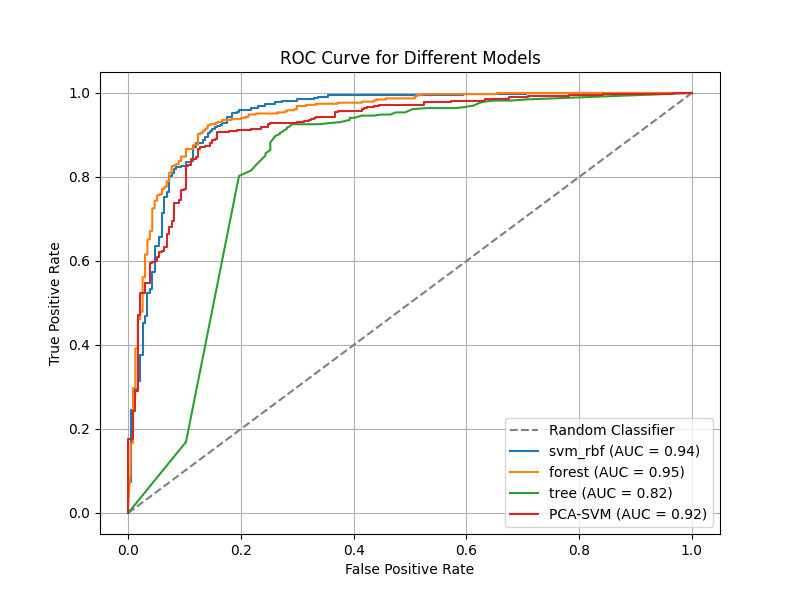 ROC Curve for Different Models
True Positive Rate
1.0
0.8
0.6
0.4
0.2
0.0
Random Classifier
svm_rbf (AUC = 0.94)
forest (AUC = 0.95)
tree (AUC = 0.82)
PCA-SVM (AUC = 0.92)
0.0 0.2 0.4 0.6 0.8 1.0
False Positive Rate